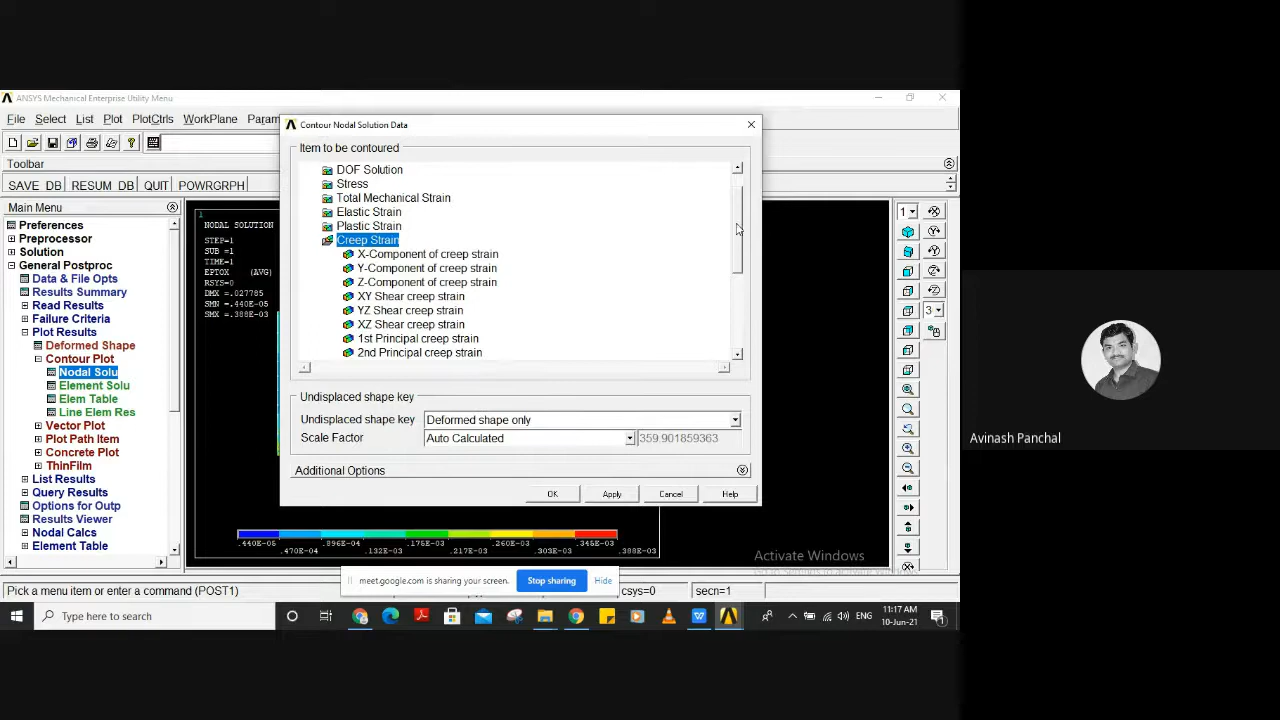 ANSYS Mechanical Enterprise Utility Menu
File Select List Plot PlotCtrls WorkPlane Param
Toolbar
SAVE_DB RESUM_DB QUIT POWRGRPH
Main Menu
Preferences
Preprocessor
Solution
General Postproc
Data & File Opts
Results Summary
Read Results
Failure Criteria
Plot Results
Deformed Shape
Contour Plot
Nodal Solu
Element Solu
Elem Table
Line Elem Res
Vector Plot
Plot Path Item
Concrete Plot
ThinFilm
List Results
Query Results
Options for Outp
Results Viewer
Nodal Calcs
Element Table
1
NODAL SOLUTION
STEP=1
SUB =1
TIME=1
EPTOX (AVG)
RSYS=0
DMX =.027785
SMN =.440E-05
SMX =.388E-03
Contour Nodal Solution Data
Item to be contoured
DOF Solution
Stress
Total Mechanical Strain
Elastic Strain
Plastic Strain
Creep Strain
X-Component of creep strain
Y-Component of creep strain
Z-Component of creep strain
XY Shear creep strain
YZ Shear creep strain
XZ Shear creep strain
1st Principal creep strain
2nd Principal creep strain
Undisplaced shape key
Undisplaced shape key Deformed shape only
Scale Factor Auto Calculated 359.901859363
Additional Options
OK Apply Cancel Help
1
3
.440E-05 .896E-04 .175E-03 .260E-03 .345E-03
.470E-04 .132E-03 .217E-03 .303E-03 .388E-03
Activate Windows
meet.google.com is sharing your screen. Stop sharing Hide
Pick a menu item or enter a command (POST1) csys=0 secn=1
Type here to search
ENG
11:17 AM
10-Jun-21
1
Avinash Panchal